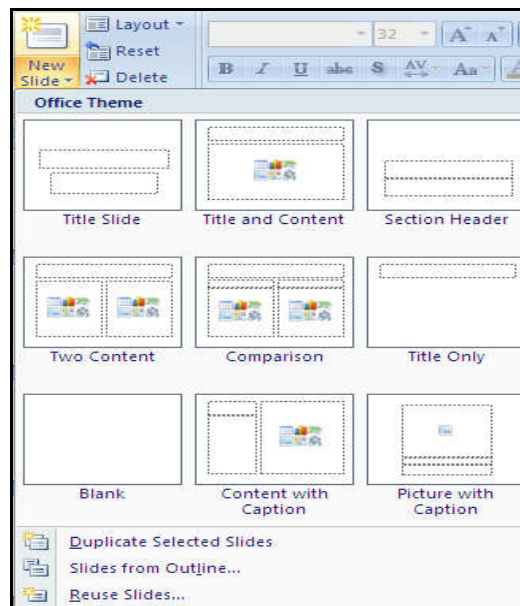 Layout
Reset
New Slide
Delete
32
A A
B I U abc S AV Aa A
Office Theme
Title Slide
Title and Content
Section Header
Two Content
Comparison
Title Only
Blank
Content with
Caption
Picture with
Caption
Duplicate Selected Slides
Slides from Outline...
Reuse Slides...